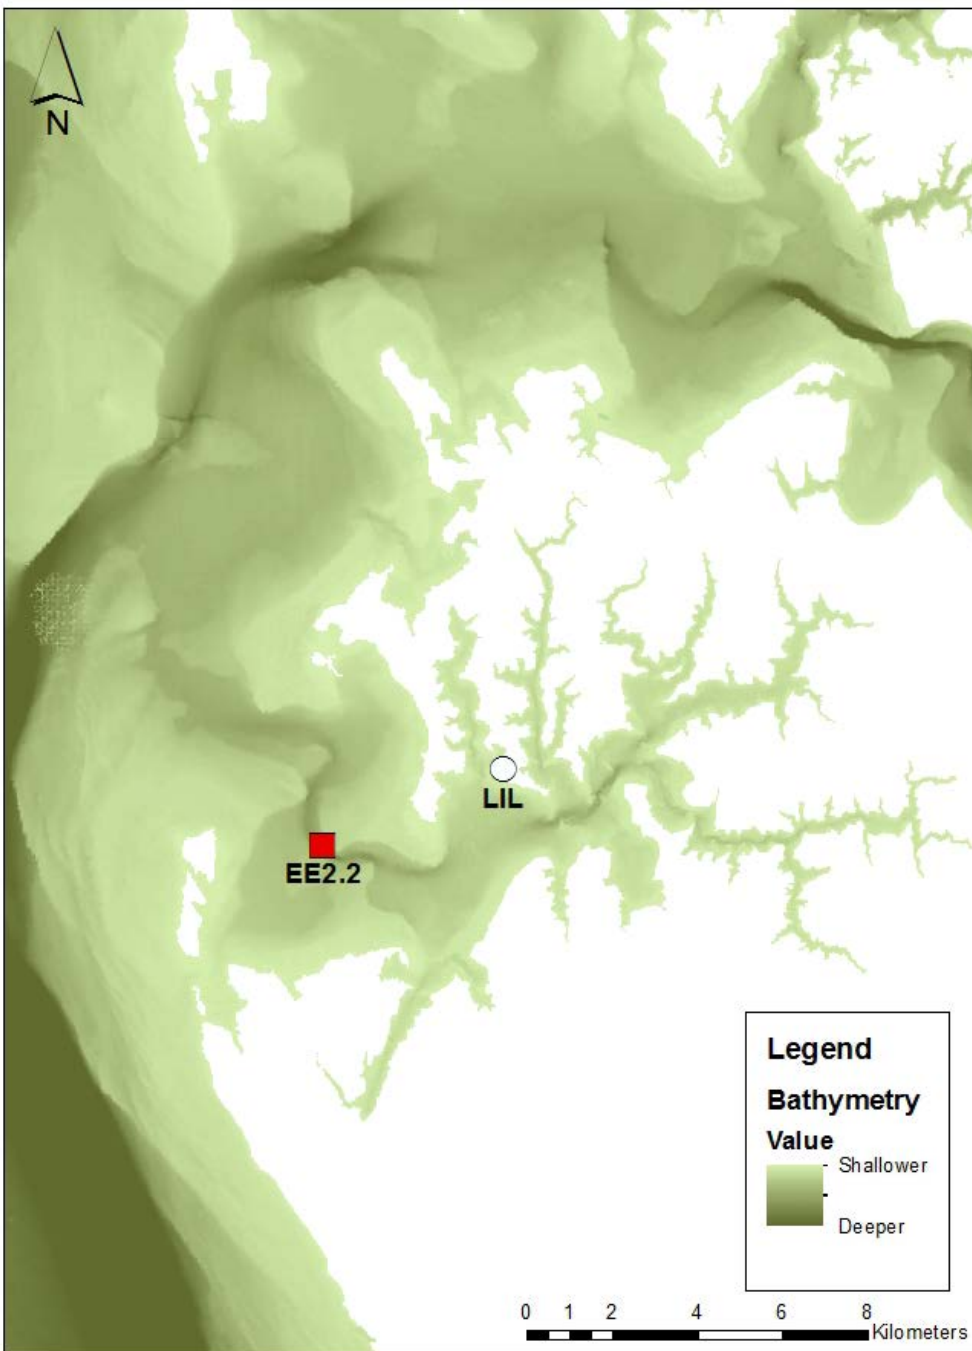 N
LIL
EE2.2
Legend
Bathymetry
Value
Shallower
Deeper
0 1 2 4 6 8
Kilometers